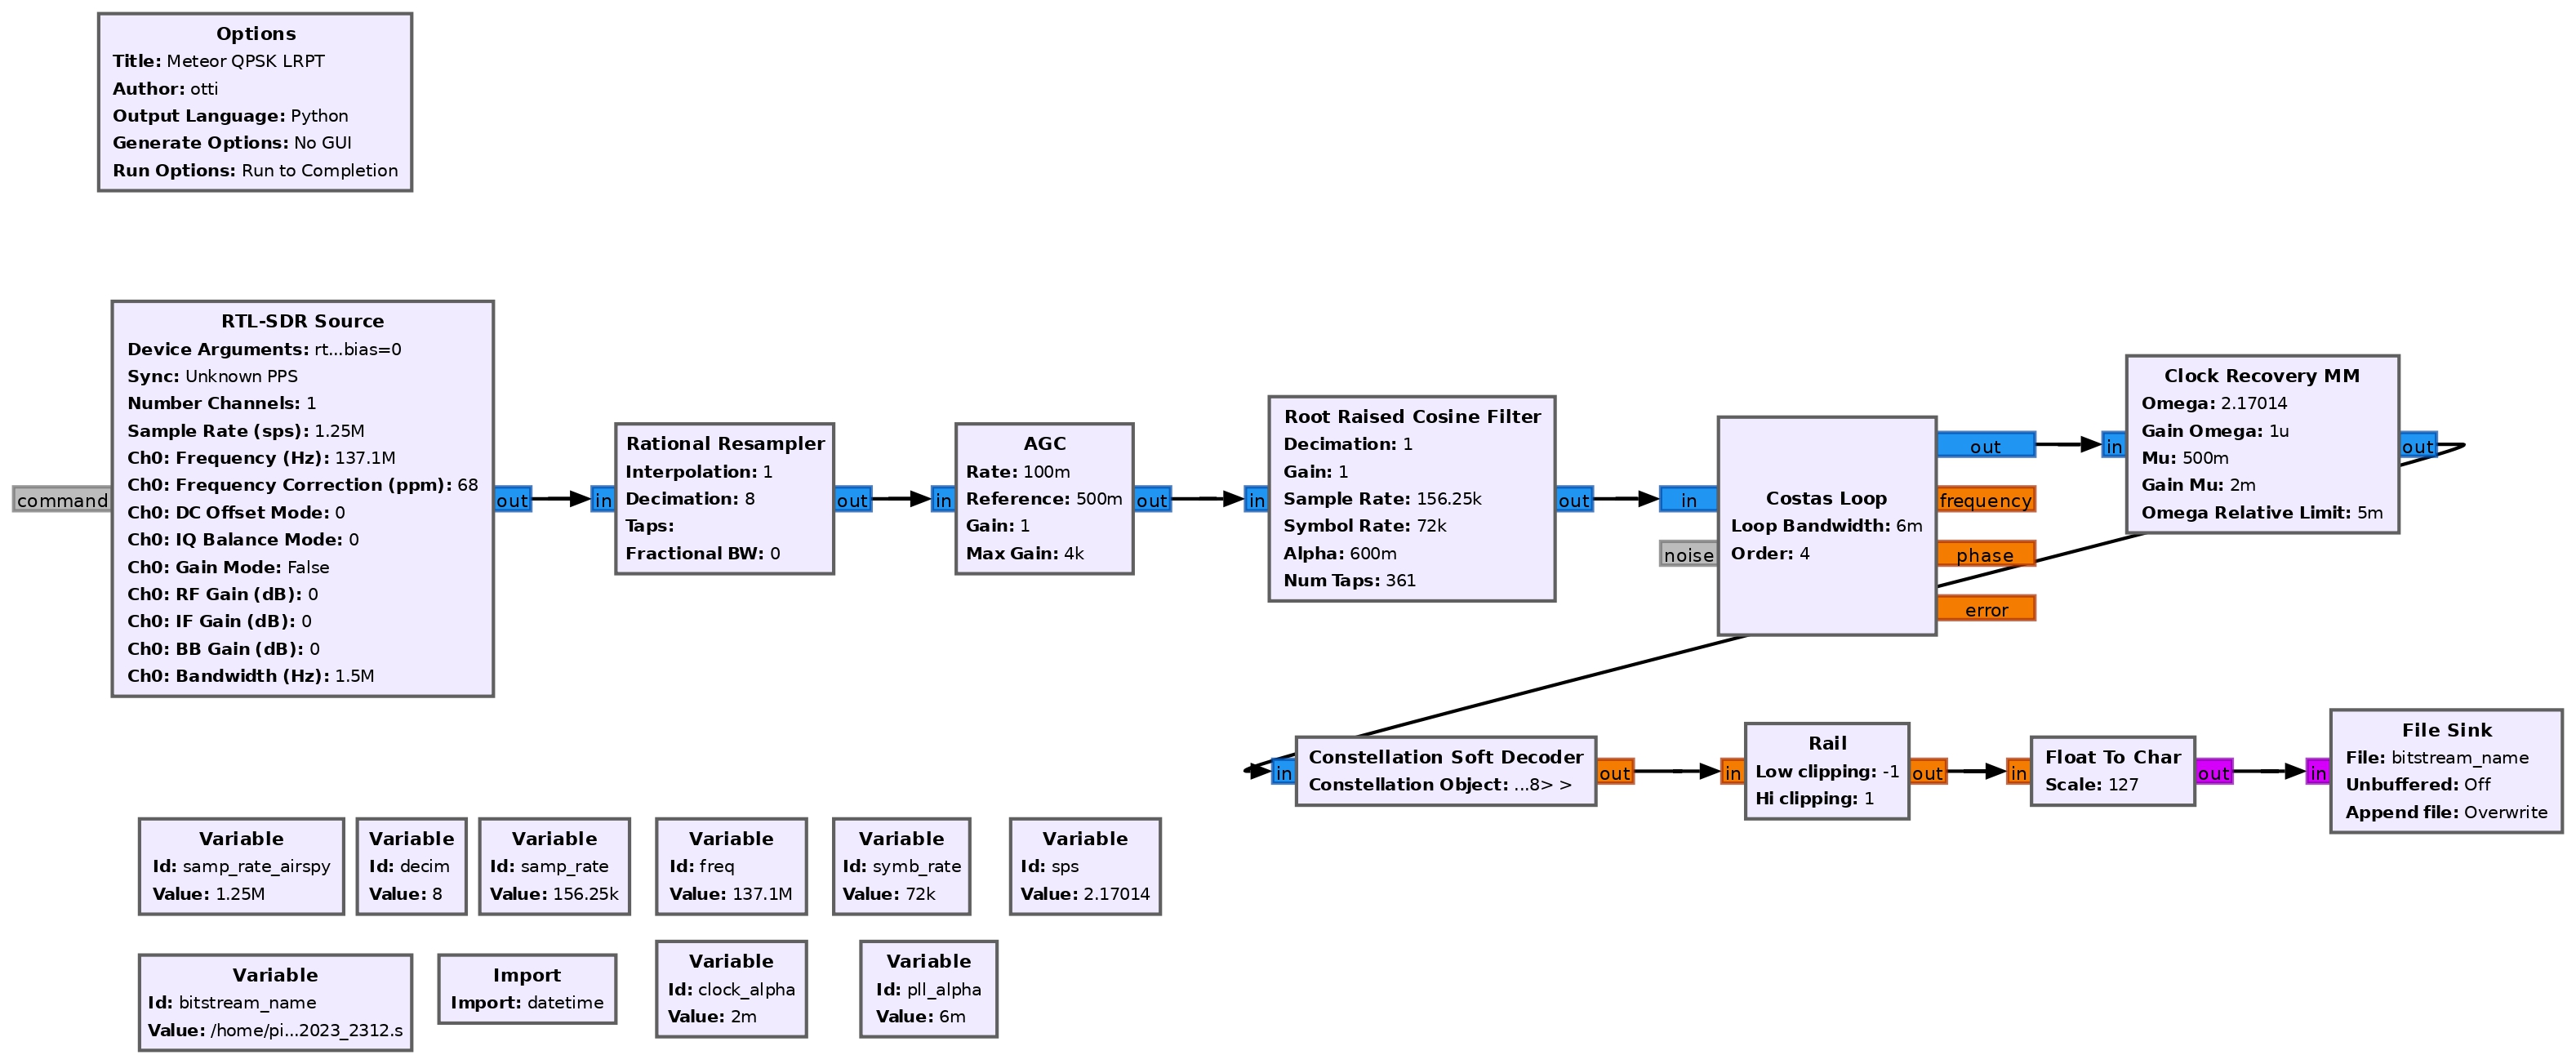 Options
Title: Meteor QPSK LRPT
Author: otti
Output Language: Python
Generate Options: No GUI
Run Options: Run to Completion
command
RTL-SDR Source
Device Arguments: rt...bias=0
Sync: Unknown PPS
Number Channels: 1
Sample Rate (sps): 1.25M
Ch0: Frequency (Hz): 137.1M
Ch0: Frequency Correction (ppm): 68
Ch0: DC Offset Mode: 0
Ch0: IQ Balance Mode: 0
Ch0: Gain Mode: False
Ch0: RF Gain (dB): 0
Ch0: IF Gain (dB): 0
Ch0: BB Gain (dB): 0
Ch0: Bandwidth (Hz): 1.5M
out
in
Rational Resampler
Interpolation: 1
Decimation: 8
Taps:
Fractional BW: 0
out
in
AGC
Rate: 100m
Reference: 500m
Gain: 1
Max Gain: 4k
out
in
Root Raised Cosine Filter
Decimation: 1
Gain: 1
Sample Rate: 156.25k
Symbol Rate: 72k
Alpha: 600m
Num Taps: 361
out
in
noise
Costas Loop
Loop Bandwidth: 6m
Order: 4
out
frequency
phase
error
in
Clock Recovery MM
Omega: 2.17014
Gain Omega: 1u
Mu: 500m
Gain Mu: 2m
Omega Relative Limit: 5m
out
in
Constellation Soft Decoder
Constellation Object: ...8> >
out
in
Rail
Low clipping: -1
Hi clipping: 1
out
in
Float To Char
Scale: 127
out
in
File Sink
File: bitstream_name
Unbuffered: Off
Append file: Overwrite
Variable
Id: samp_rate_airspy
Value: 1.25M
Variable
Id: decim
Value: 8
Variable
Id: samp_rate
Value: 156.25k
Variable
Id: freq
Value: 137.1M
Variable
Id: symb_rate
Value: 72k
Variable
Id: sps
Value: 2.17014
Variable
Id: bitstream_name
Value: /home/pi...2023_2312.s
Import
Import: datetime
Variable
Id: clock_alpha
Value: 2m
Variable
Id: pll_alpha
Value: 6m